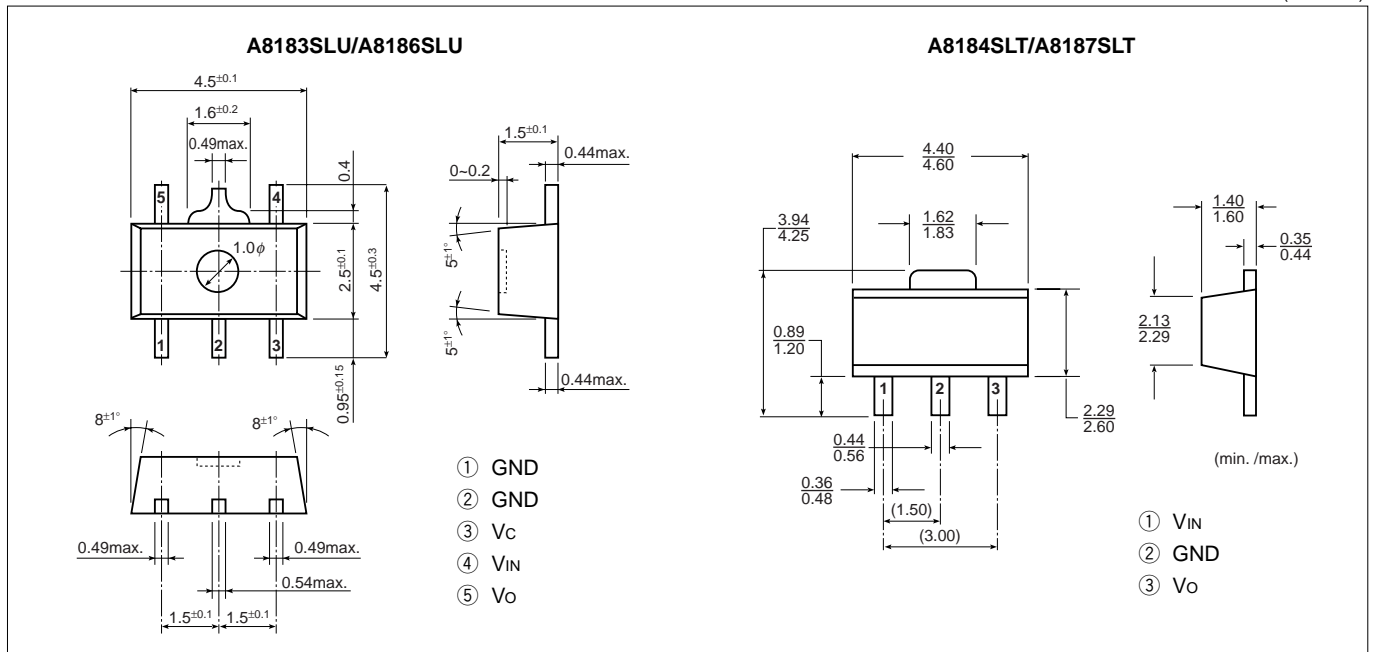 A8183SLU/A8186SLU
4.5±0.1
1.6±0.2
0.49max.
0.4
5
4
1.0ϕ
2.5±0.1
4.5±0.3
1
2
3
0.95±0.15
1.5±0.1
0.44max.
0~0.2
5±1°
5±1°
0.44max.
8±1°
8±1°
0.49max.
0.49max.
0.54max.
1.5±0.1
1.5±0.1
① GND
② GND
③ VC
④ VIN
⑤ VO
A8184SLT/A8187SLT
4.40
4.60
1.62
1.83
3.94
4.25
0.89
1.20
1
2
3
2.29
2.60
0.44
0.56
0.36
0.48
(1.50)
(3.00)
1.40
1.60
0.35
0.44
2.13
2.29
(min. /max.)
① VIN
② GND
③ VO